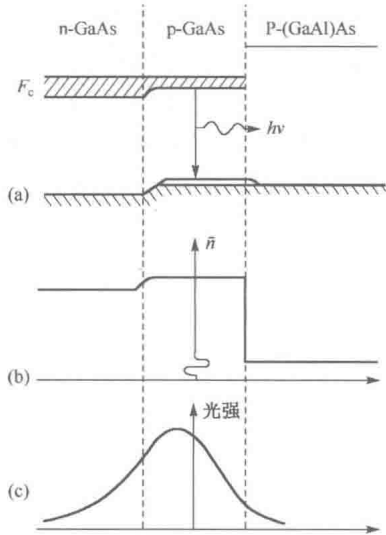 n-GaAs
p-GaAs
P-(GaAl)As
F_c
hν
(a)
n̄
(b)
光强
(c)